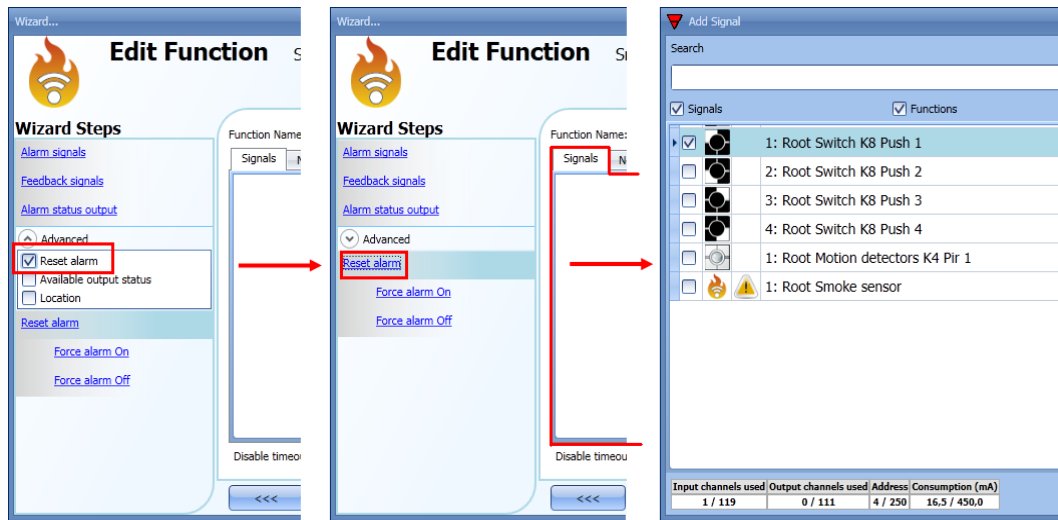 Wizard...
Edit Function
Wizard Steps
Alarm signals
Feedback signals
Alarm status output
Advanced
Reset alarm
Available output status
Location
Reset alarm
Force alarm On
Force alarm Off
Function Name
Signals
Disable
<<<
Wizard...
Edit Function
Wizard Steps
Alarm signals
Feedback signals
Alarm status output
Advanced
Reset alarm
Force alarm On
Force alarm Off
Function Name:
Signals
Disable
<<<
Add Signal
Search
Signals Functions
1: Root Switch K8 Push 1
2: Root Switch K8 Push 2
3: Root Switch K8 Push 3
4: Root Switch K8 Push 4
1: Root Motion detectors K4 Pir 1
1: Root Smoke sensor
Input channels used Output channels used Address Consumption (mA)
1 / 119 0 / 111 4 / 250 16,5 / 450,0